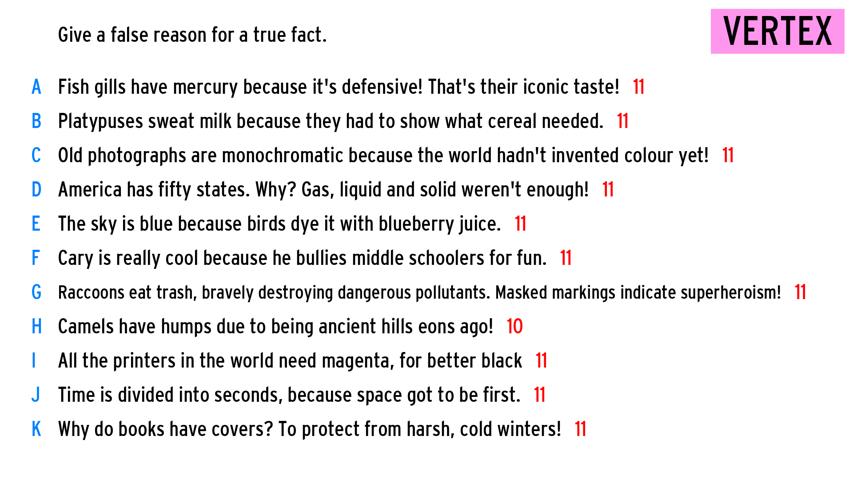 Give a false reason for a true fact.
VERTEX
A Fish gills have mercury because it's defensive! That's their iconic taste! 11
B Platypuses sweat milk because they had to show what cereal needed. 11
C Old photographs are monochromatic because the world hadn't invented colour yet! 11
D America has fifty states. Why? Gas, liquid and solid weren't enough! 11
E The sky is blue because birds dye it with blueberry juice. 11
F Cary is really cool because he bullies middle schoolers for fun. 11
G Raccoons eat trash, bravely destroying dangerous pollutants. Masked markings indicate superheroism! 11
H Camels have humps due to being ancient hills eons ago! 10
I All the printers in the world need magenta, for better black 11
J Time is divided into seconds, because space got to be first. 11
K Why do books have covers? To protect from harsh, cold winters! 11